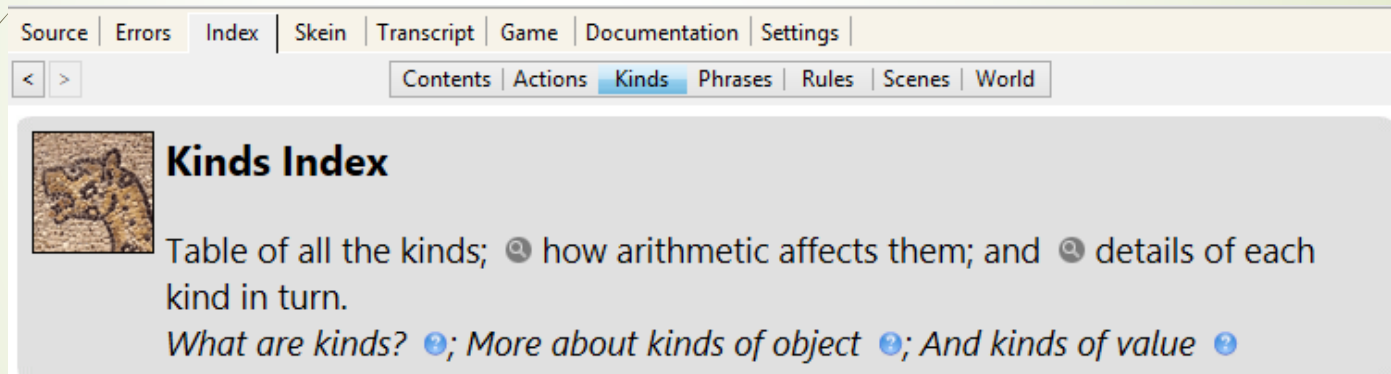 Source Errors Index Skein Transcript Game Documentation Settings
< > Contents Actions Kinds Phrases Rules Scenes World
Kinds Index
Table of all the kinds; how arithmetic affects them; and details of each
kind in turn.
What are kinds? ?; More about kinds of object ?; And kinds of value ?